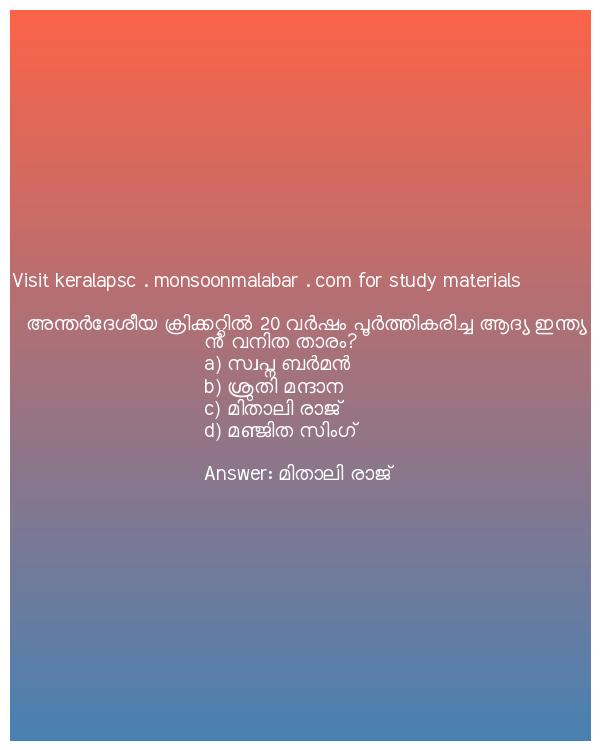 Visit keralapsc . monsoonmalabar . com for study materials
അന്തർദേശീയ ക്രിക്കറ്റിൽ 20 വർഷം പൂർത്തികരിച്ച ആദ്യ ഇന്ത്യ
ൻ വനിത താരം?
a) സ്വപ്ന ബർമൻ
b) ശ്രുതി മന്ദാന
c) മിതാലി രാജ്
d) മഞ്ജിത സിംഗ്
Answer: മിതാലി രാജ്